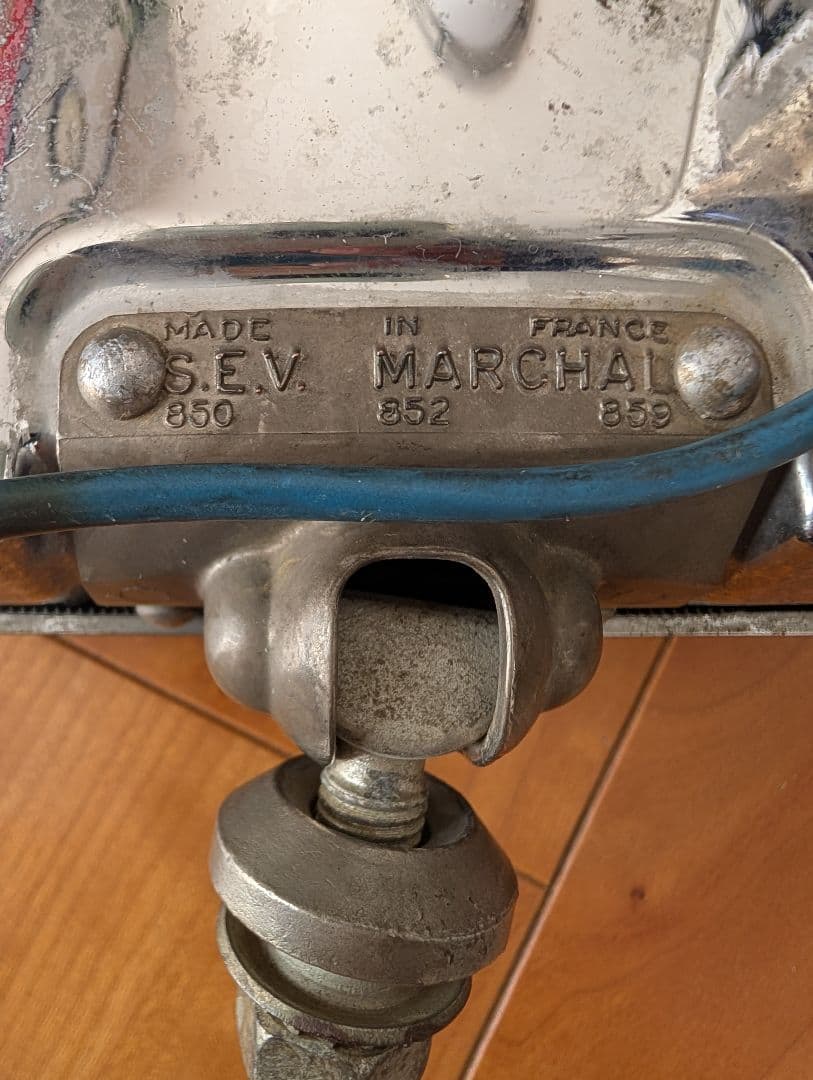 MADE IN FRANCE
S.E.V. MARCHAL
850 852 859